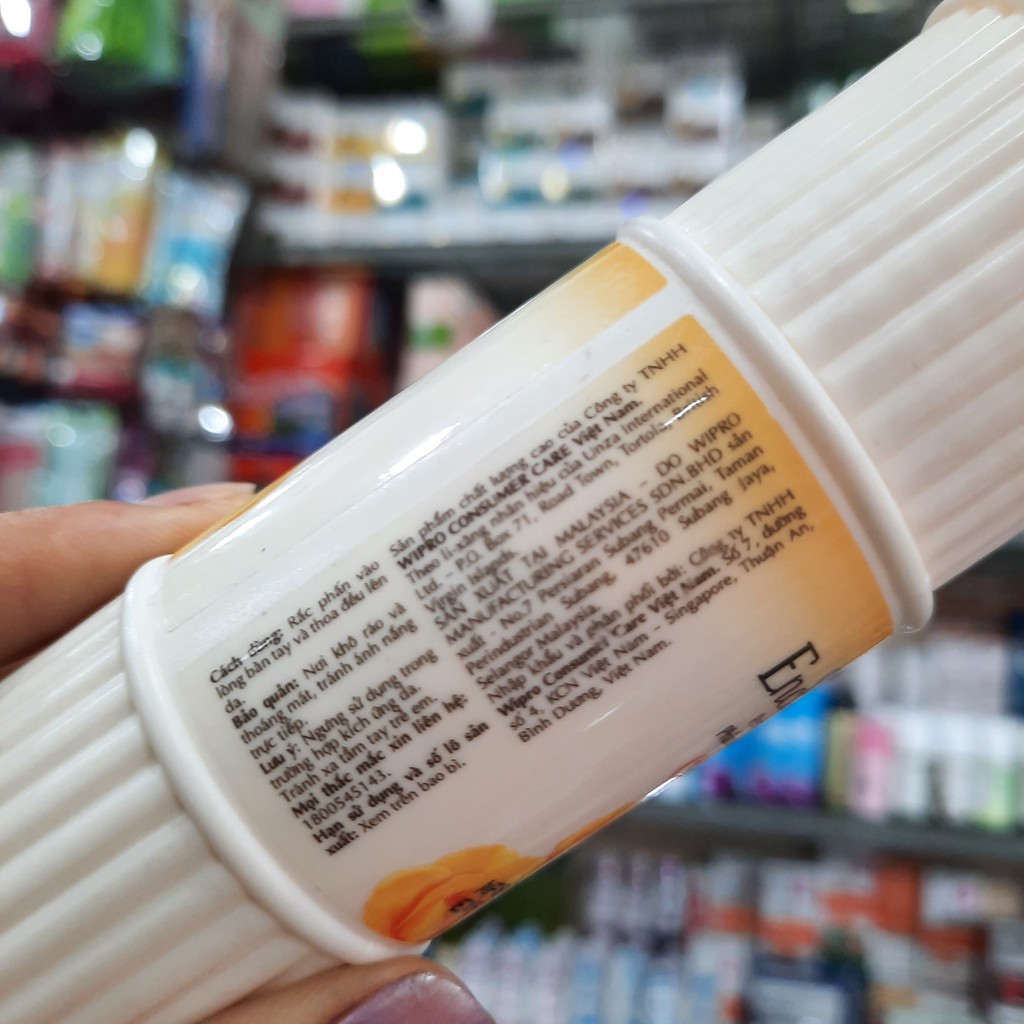 Cách dùng: Rắc phấn vào
lòng bàn tay và thoa đều lên
da.
Bảo quản: Nơi khô ráo và
thoáng mát, tránh ánh nắng
trực tiếp.
Lưu ý: Ngưng sử dụng trong
trường hợp kích ứng da.
Tránh xa tầm tay trẻ em.
Mọi thắc mắc xin liên hệ:
1800545143.
Hạn sử dụng và số lô sản
xuất: Xem trên bao bì.
Sản phẩm chất lượng cao của Công ty TNHH
WIPRO CONSUMER CARE Việt Nam.
Theo li-xăng nhãn hiệu của Unza International
Ltd. - P.O. Box 71, Road Town, Tortola, British
Virgin Islands.
SẢN XUẤT TẠI MALAYSIA - DO WIPRO
MANUFACTURING SERVICES SDN.BHD sản
xuất - No.7 Persiaran Subang Permai, Taman
Perindustrian Subang, 47610 Subang Jaya,
Selangor Malaysia.
Nhập khẩu và phân phối bởi: Công ty TNHH
Wipro Consumer Care Việt Nam. Số 7, đường
số 4, KCN Việt Nam - Singapore, Thuận An,
Bình Dương, Việt Nam.